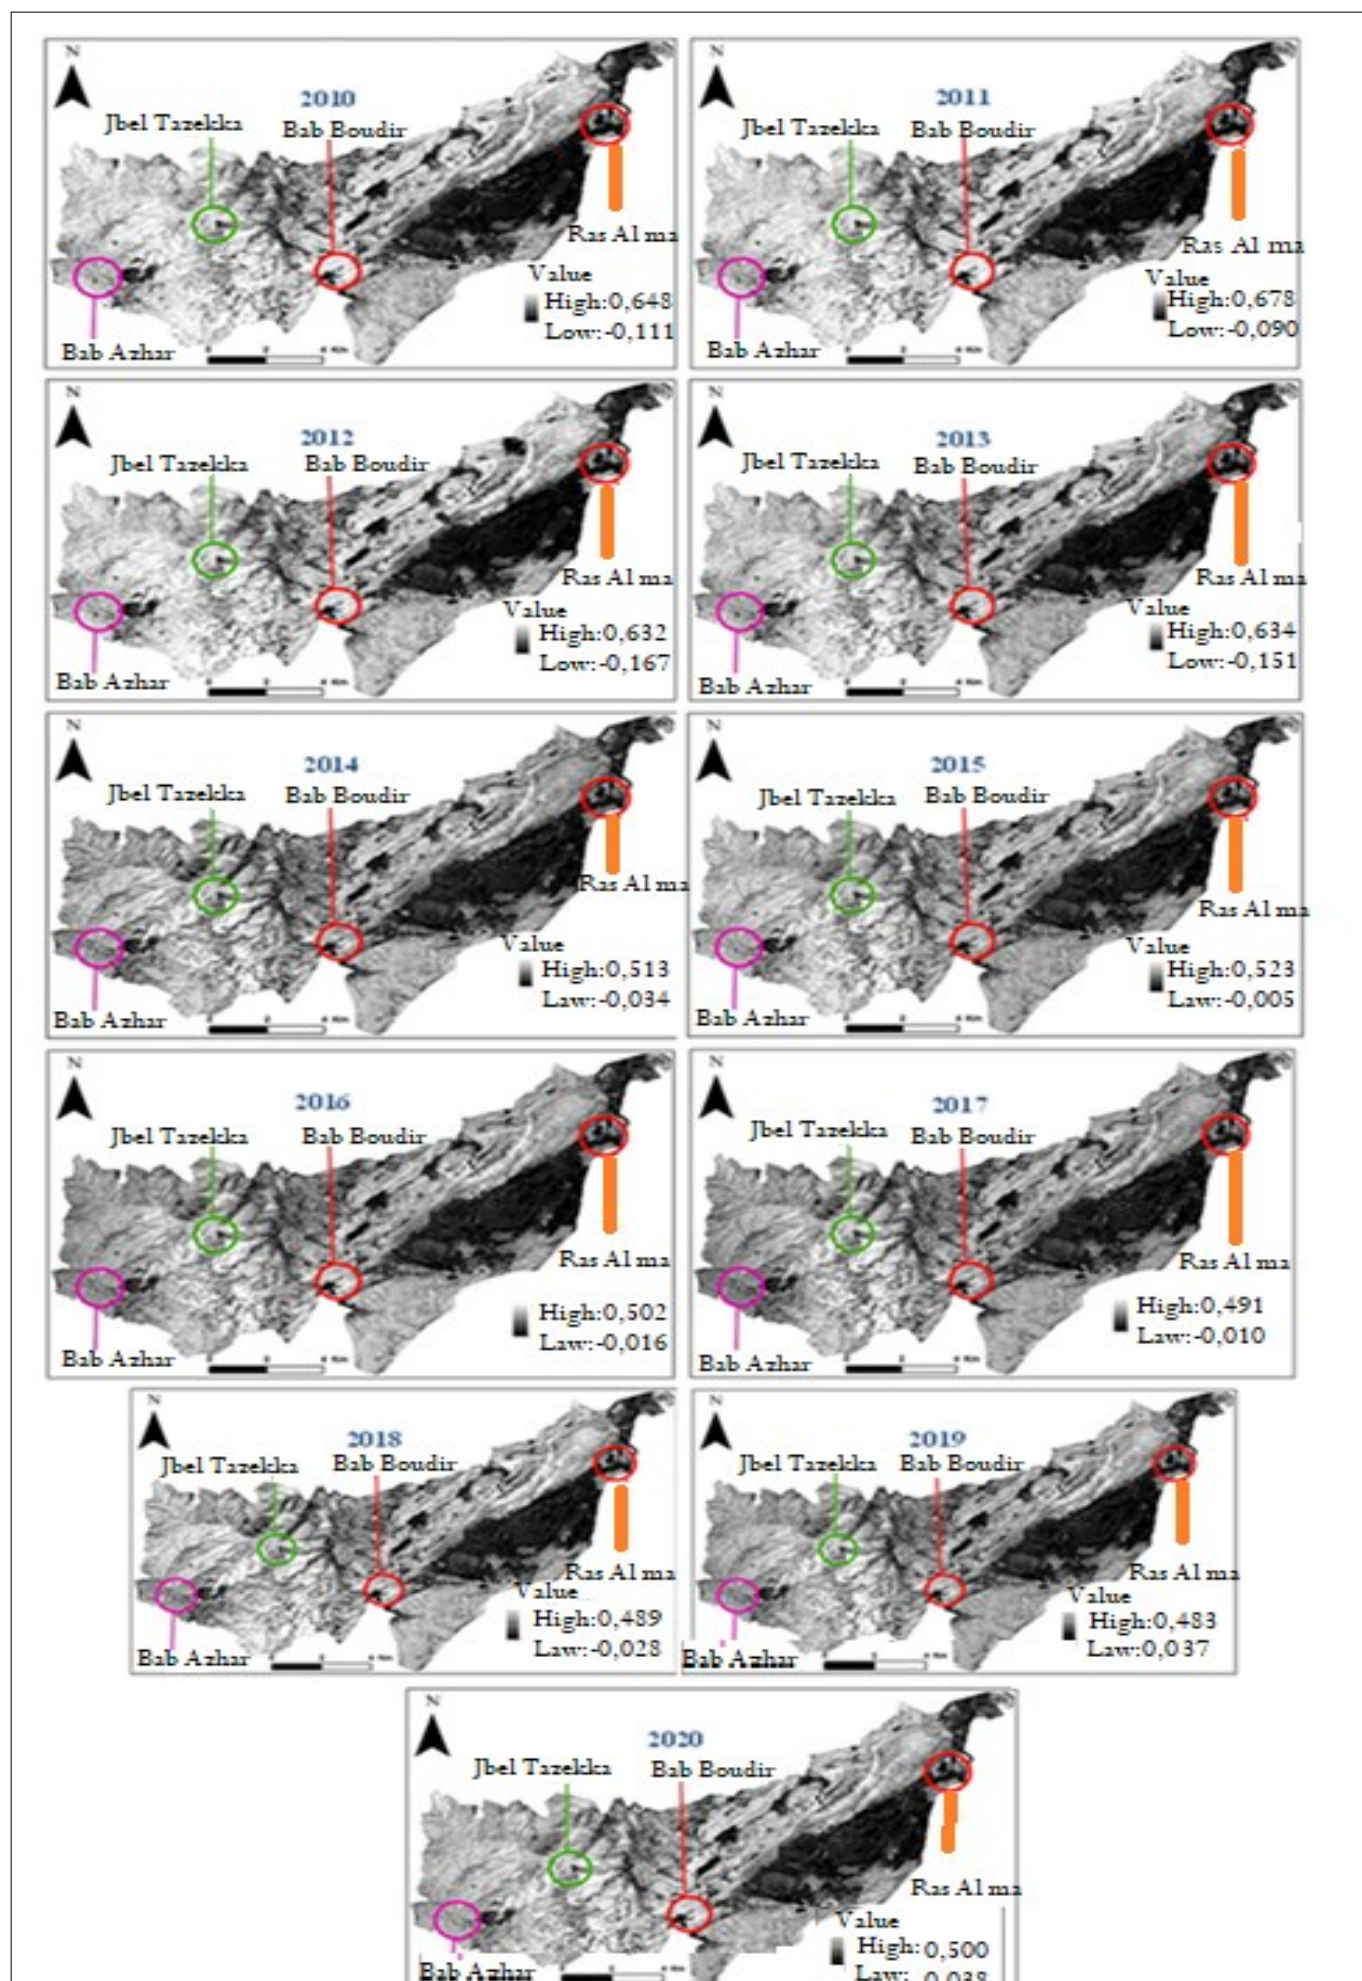 N
2010
Jbel Tazekka
Bab Boudir
Ras Al ma
Value
High:0,648
Low:-0,111
Bab Azhar
N
2011
Jbel Tazekka
Bab Boudir
Ras Al ma
Value
High:0,678
Low:-0,090
Bab Azhar
N
2012
Jbel Tazekka
Bab Boudir
Ras Al ma
Value
High:0,632
Low:-0,167
Bab Azhar
N
2013
Jbel Tazekka
Bab Boudir
Ras Al ma
Value
High:0,634
Low:-0,151
Bab Azhar
N
2014
Jbel Tazekka
Bab Boudir
Ras Al ma
Value
High:0,513
Law:-0,034
Bab Azhar
N
2015
Jbel Tazekka
Bab Boudir
Ras Al ma
Value
High:0,523
Law:-0,005
Bab Azhar
N
2016
Jbel Tazekka
Bab Boudir
Ras Al ma
High:0,502
Law:-0,016
Bab Azhar
N
2017
Jbel Tazekka
Bab Boudir
Ras Al ma
High:0,491
Law:-0,010
Bab Azhar
N
2018
Jbel Tazekka
Bab Boudir
Ras Al ma
Value
High:0,489
Law:-0,028
Bab Azhar
N
2019
Jbel Tazekka
Bab Boudir
Ras Al ma
Value
High:0,483
Law:0,037
Bab Azhar
N
2020
Jbel Tazekka
Bab Boudir
Ras Al ma
Value
High: 0,500
Law:
Bab Azhar